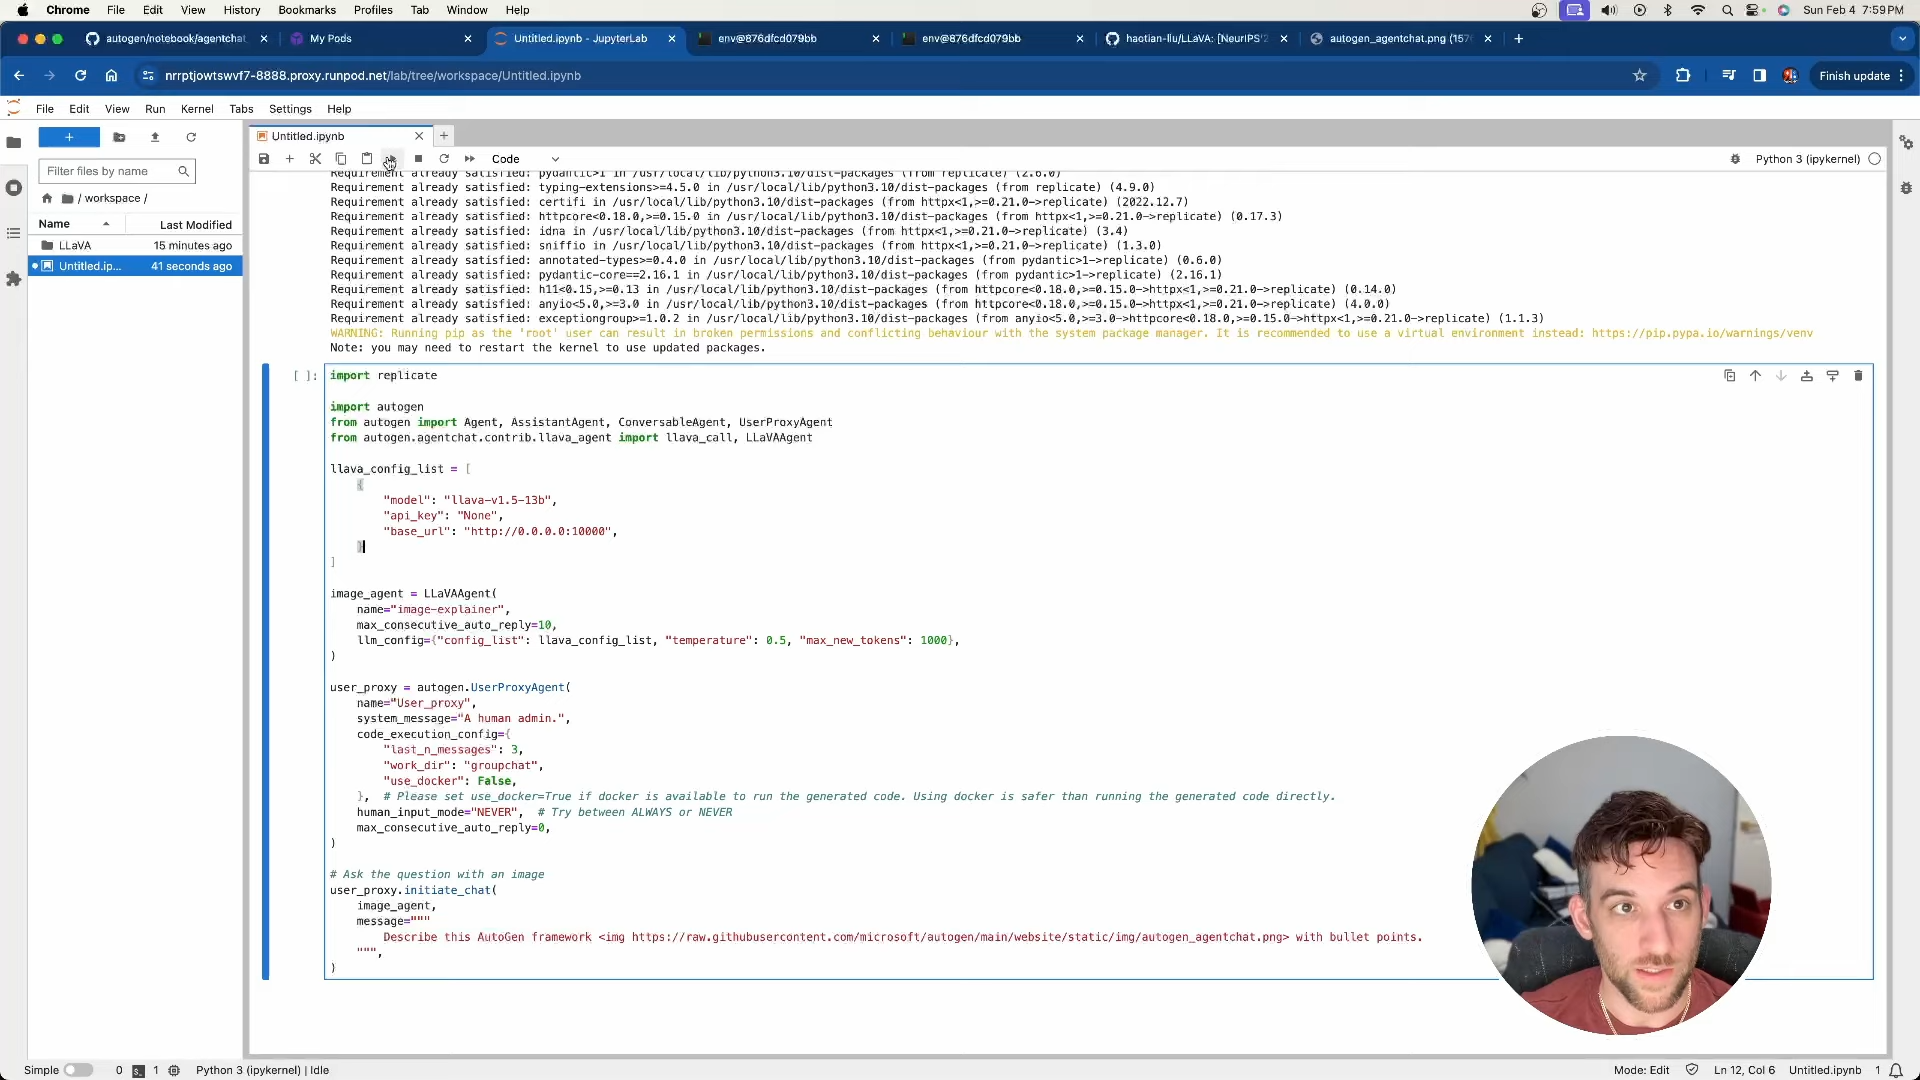 Chrome File Edit View History Bookmarks Profiles Tab Window Help Sun Feb 4 7:59 PM
autogen/notebook/agentchat My Pods Untitled.ipynb - JupyterLab env@876dfcd079bb env@876dfcd079bb haotian-liu/LLaVA: [NeurIPS'2 autogen_agentchat.png (157
nrrptjowtswvf7-8888.proxy.runpod.net/lab/tree/workspace/Untitled.ipynb Finish update
File Edit View Run Kernel Tabs Settings Help
Untitled.ipynb
Code Python 3 (ipykernel)
Filter files by name
/ workspace /
Name Last Modified
LLaVA 15 minutes ago
Untitled.ip... 41 seconds ago
Requirement already satisfied: pydantic>1 in /usr/local/lib/python3.10/dist-packages (from replicate) (2.6.0)
Requirement already satisfied: typing-extensions>=4.5.0 in /usr/local/lib/python3.10/dist-packages (from replicate) (4.9.0)
Requirement already satisfied: certifi in /usr/local/lib/python3.10/dist-packages (from httpx<1,>=0.21.0->replicate) (2022.12.7)
Requirement already satisfied: httpcore<0.18.0,>=0.15.0 in /usr/local/lib/python3.10/dist-packages (from httpx<1,>=0.21.0->replicate) (0.17.3)
Requirement already satisfied: idna in /usr/local/lib/python3.10/dist-packages (from httpx<1,>=0.21.0->replicate) (3.4)
Requirement already satisfied: sniffio in /usr/local/lib/python3.10/dist-packages (from httpx<1,>=0.21.0->replicate) (1.3.0)
Requirement already satisfied: annotated-types>=0.4.0 in /usr/local/lib/python3.10/dist-packages (from pydantic>1->replicate) (0.6.0)
Requirement already satisfied: pydantic-core==2.16.1 in /usr/local/lib/python3.10/dist-packages (from pydantic>1->replicate) (2.16.1)
Requirement already satisfied: h11<0.15,>=0.13 in /usr/local/lib/python3.10/dist-packages (from httpcore<0.18.0,>=0.15.0->httpx<1,>=0.21.0->replicate) (0.14.0)
Requirement already satisfied: anyio<5.0,>=3.0 in /usr/local/lib/python3.10/dist-packages (from httpcore<0.18.0,>=0.15.0->httpx<1,>=0.21.0->replicate) (4.0.0)
Requirement already satisfied: exceptiongroup>=1.0.2 in /usr/local/lib/python3.10/dist-packages (from anyio<5.0,>=3.0->httpcore<0.18.0,>=0.15.0->httpx<1,>=0.21.0->replicate) (1.1.3)
WARNING: Running pip as the 'root' user can result in broken permissions and conflicting behaviour with the system package manager. It is recommended to use a virtual environment instead: https://pip.pypa.io/warnings/venv
Note: you may need to restart the kernel to use updated packages.
[ ]: import replicate
import autogen
from autogen import Agent, AssistantAgent, ConversableAgent, UserProxyAgent
from autogen.agentchat.contrib.llava_agent import llava_call, LLaVAAgent
llava_config_list = [
{
"model": "llava-v1.5-13b",
"api_key": "None",
"base_url": "http://0.0.0.0:10000",
}
]
image_agent = LLaVAAgent(
name="image-explainer",
max_consecutive_auto_reply=10,
llm_config={"config_list": llava_config_list, "temperature": 0.5, "max_new_tokens": 1000},
)
user_proxy = autogen.UserProxyAgent(
name="User_proxy",
system_message="A human admin.",
code_execution_config={
"last_n_messages": 3,
"work_dir": "groupchat",
"use_docker": False,
}, # Please set use_docker=True if docker is available to run the generated code. Using docker is safer than running the generated code directly.
human_input_mode="NEVER", # Try between ALWAYS or NEVER
max_consecutive_auto_reply=0,
)
# Ask the question with an image
user_proxy.initiate_chat(
image_agent,
message="""
Describe this AutoGen framework <img https://raw.githubusercontent.com/microsoft/autogen/main/website/static/img/autogen_agentchat.png> with bullet points.
""",
)
Simple 0 1 Python 3 (ipykernel) | Idle Mode: Edit Ln 12, Col 6 Untitled.ipynb 1